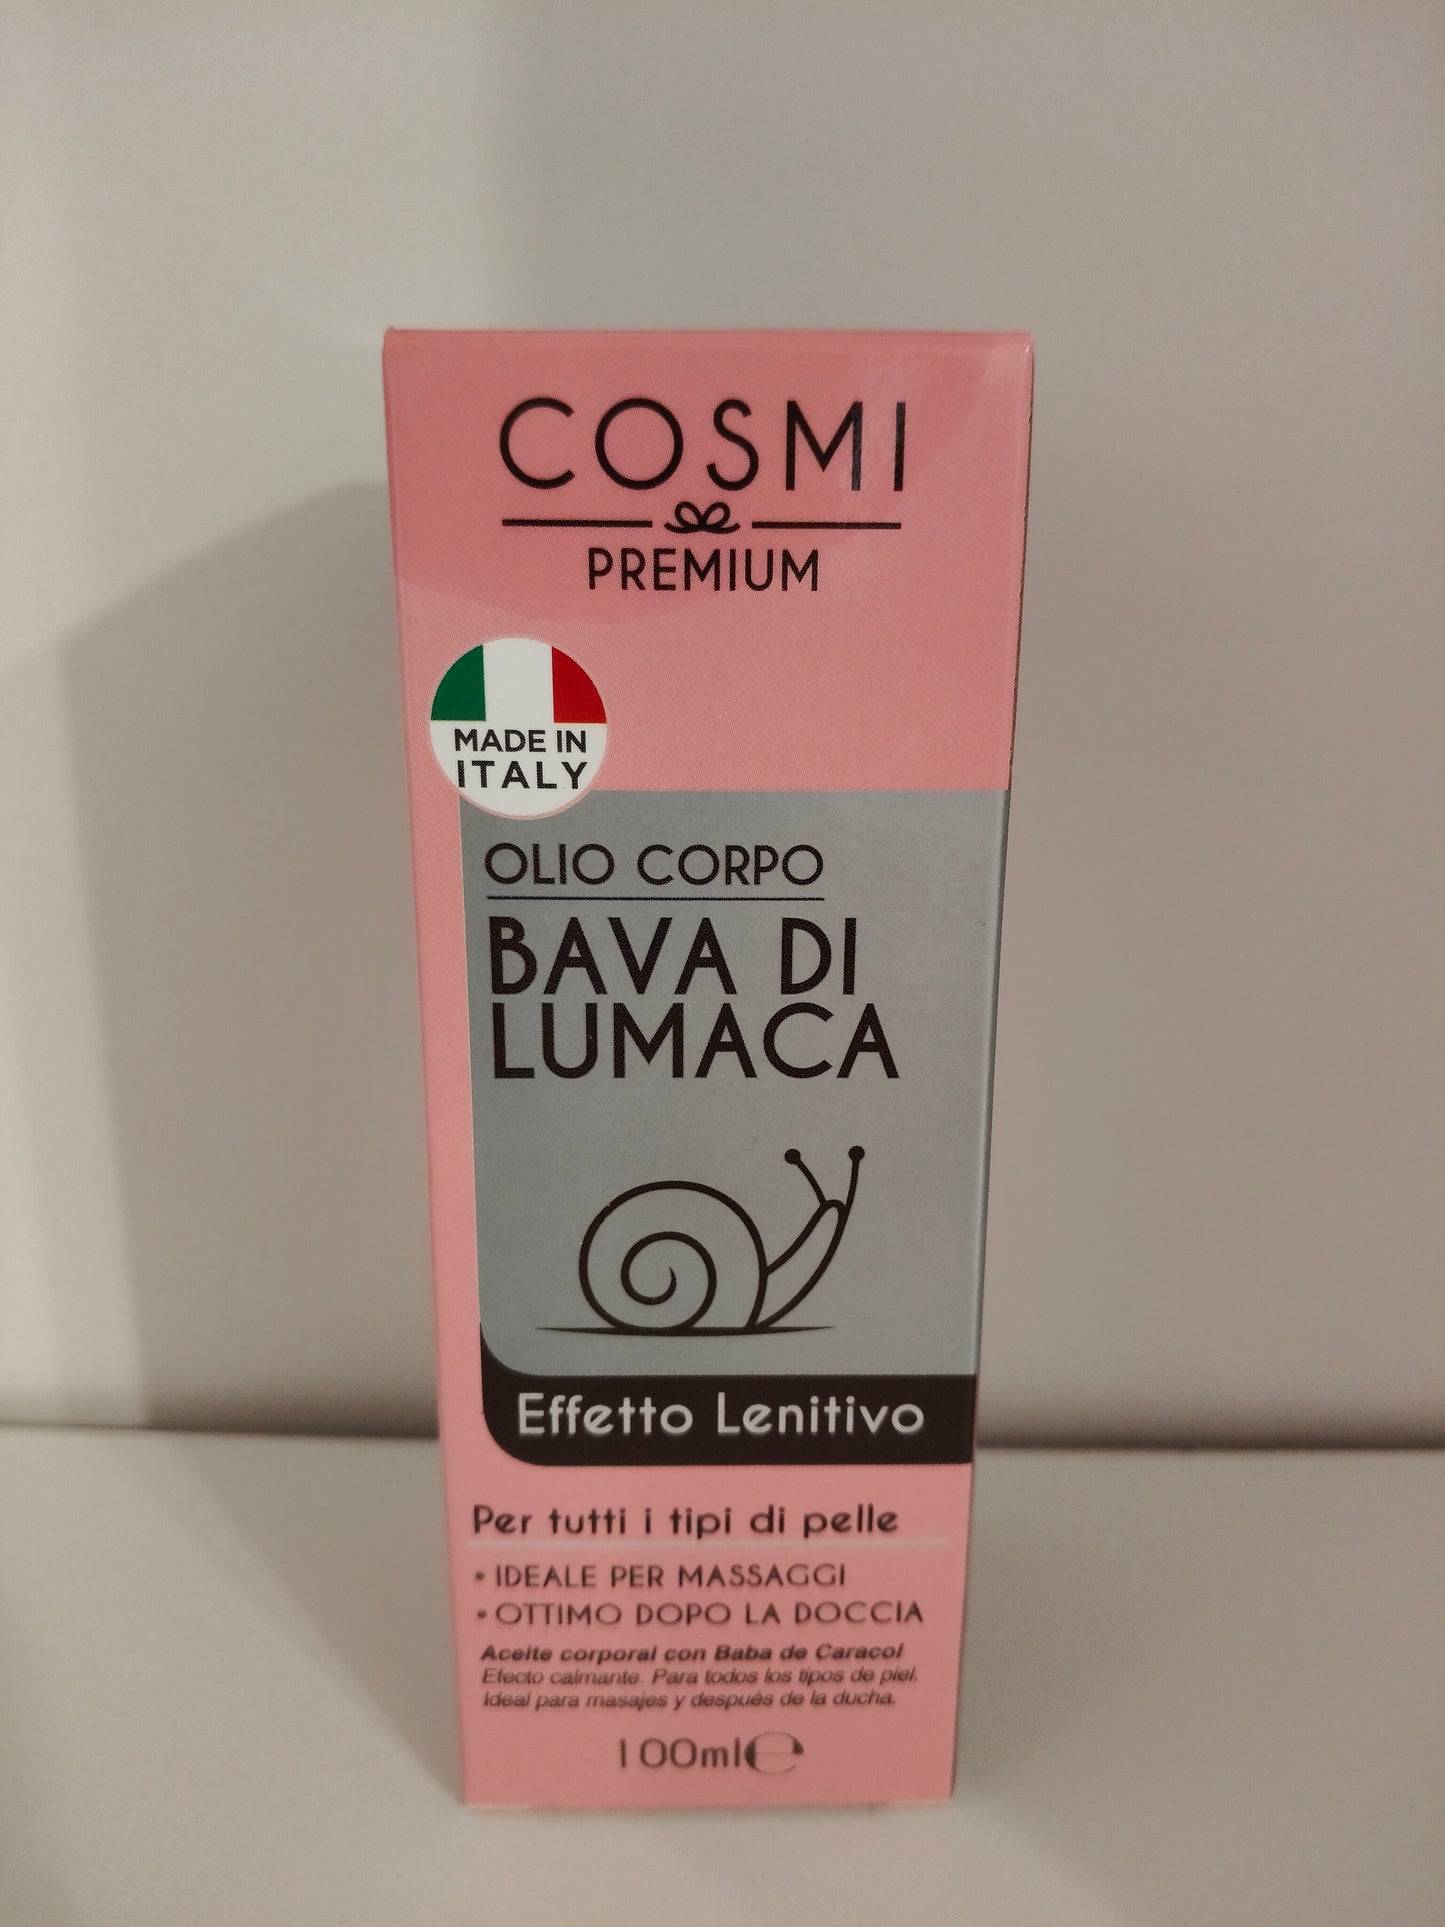 COSMI
PREMIUM
MADE IN
ITALY
OLIO CORPO
BAVA DI
LUMACA
Effetto Lenitivo
Per tutti i tipi di pelle
• IDEALE PER MASSAGGI
• OTTIMO DOPO LA DOCCIA
Aceite corporal con Baba de Caracol
Efecto calmante. Para todos los tipos de piel.
Ideal para masajes y después de la ducha.
100ml℮